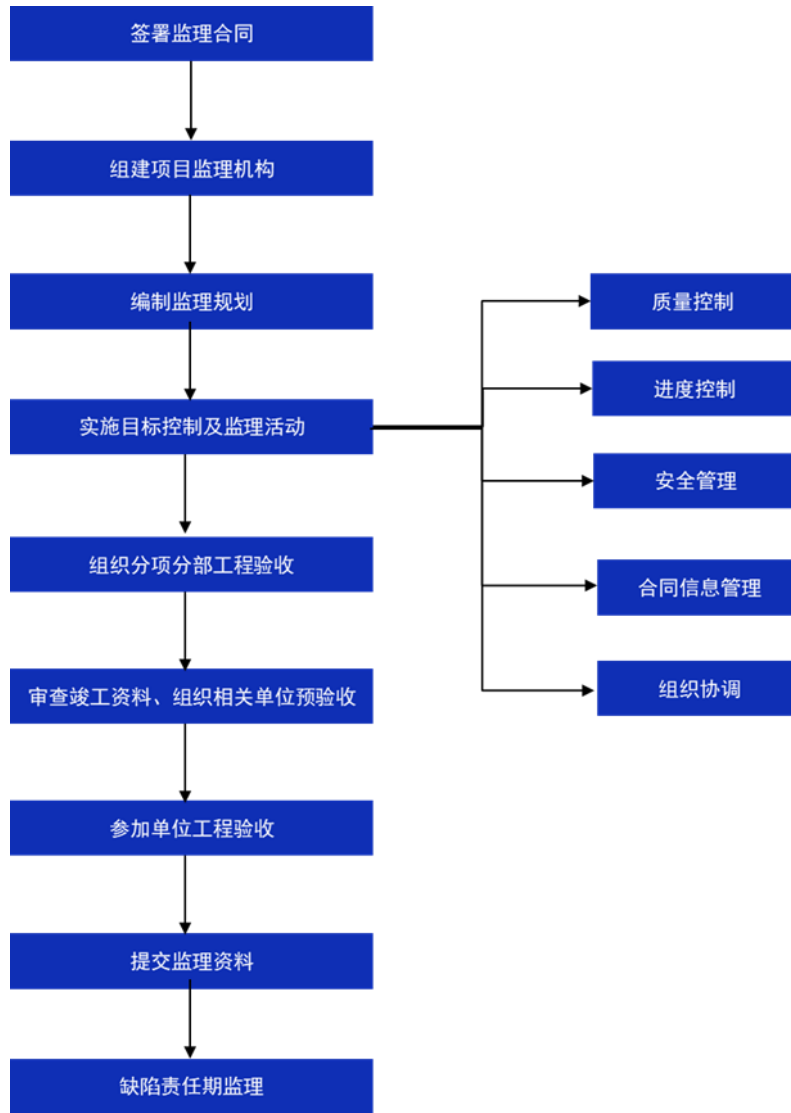 签署监理合同
组建项目监理机构
编制监理规划
实施目标控制及监理活动
组织分项分部工程验收
审查竣工资料、组织相关单位预验收
参加单位工程验收
提交监理资料
缺陷责任期监理
质量控制
进度控制
安全管理
合同信息管理
组织协调